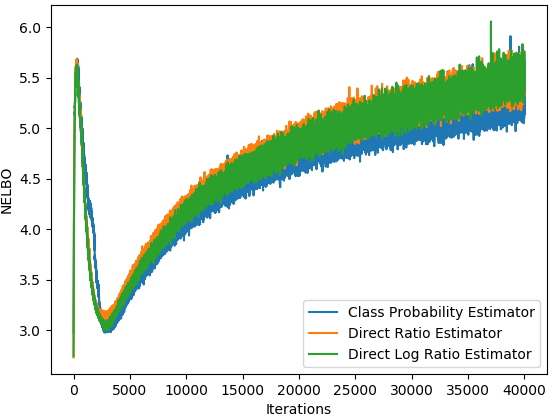 6.0
5.5
5.0
4.5
4.0
3.5
3.0
NELBO
Class Probability Estimator
Direct Ratio Estimator
Direct Log Ratio Estimator
0 5000 10000 15000 20000 25000 30000 35000 40000
Iterations